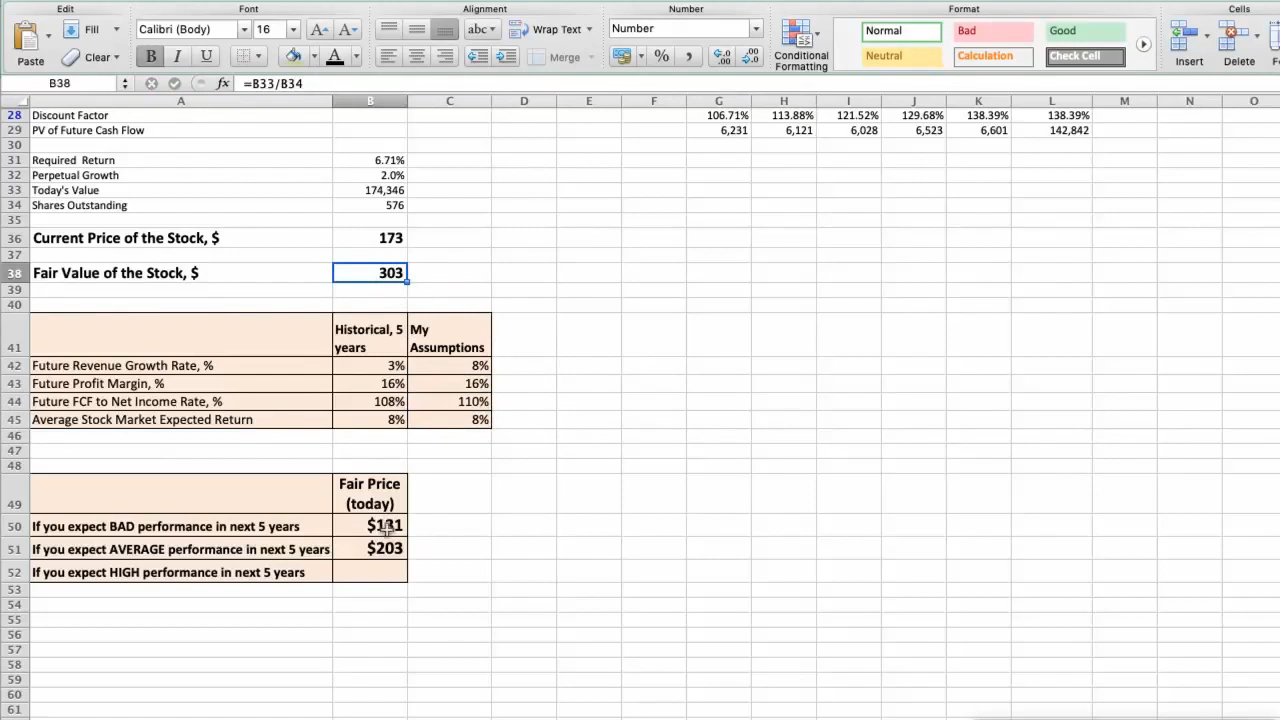 Edit Font Alignment Number Format Cells
Fill Calibri (Body) 16 A A abc Wrap Text Number Normal Bad Good
Paste Clear B I U A Merge % Conditional Formatting Neutral Calculation Check Cell Insert Delete
B38 fx =B33/B34
A B C D E F G H I J K L M N O
28 Discount Factor 106.71% 113.88% 121.52% 129.68% 138.39% 138.39%
29 PV of Future Cash Flow 6,231 6,121 6,028 6,523 6,601 142,842
30
31 Required Return 6.71%
32 Perpetual Growth 2.0%
33 Today's Value 174,346
34 Shares Outstanding 576
35
36 Current Price of the Stock, $ 173
37
38 Fair Value of the Stock, $ 303
39
40
41 Historical, 5 years My Assumptions
42 Future Revenue Growth Rate, % 3% 8%
43 Future Profit Margin, % 16% 16%
44 Future FCF to Net Income Rate, % 108% 110%
45 Average Stock Market Expected Return 8% 8%
46
47
48
49 Fair Price (today)
50 If you expect BAD performance in next 5 years $131
51 If you expect AVERAGE performance in next 5 years $203
52 If you expect HIGH performance in next 5 years
53
54
55
56
57
58
59
60
61